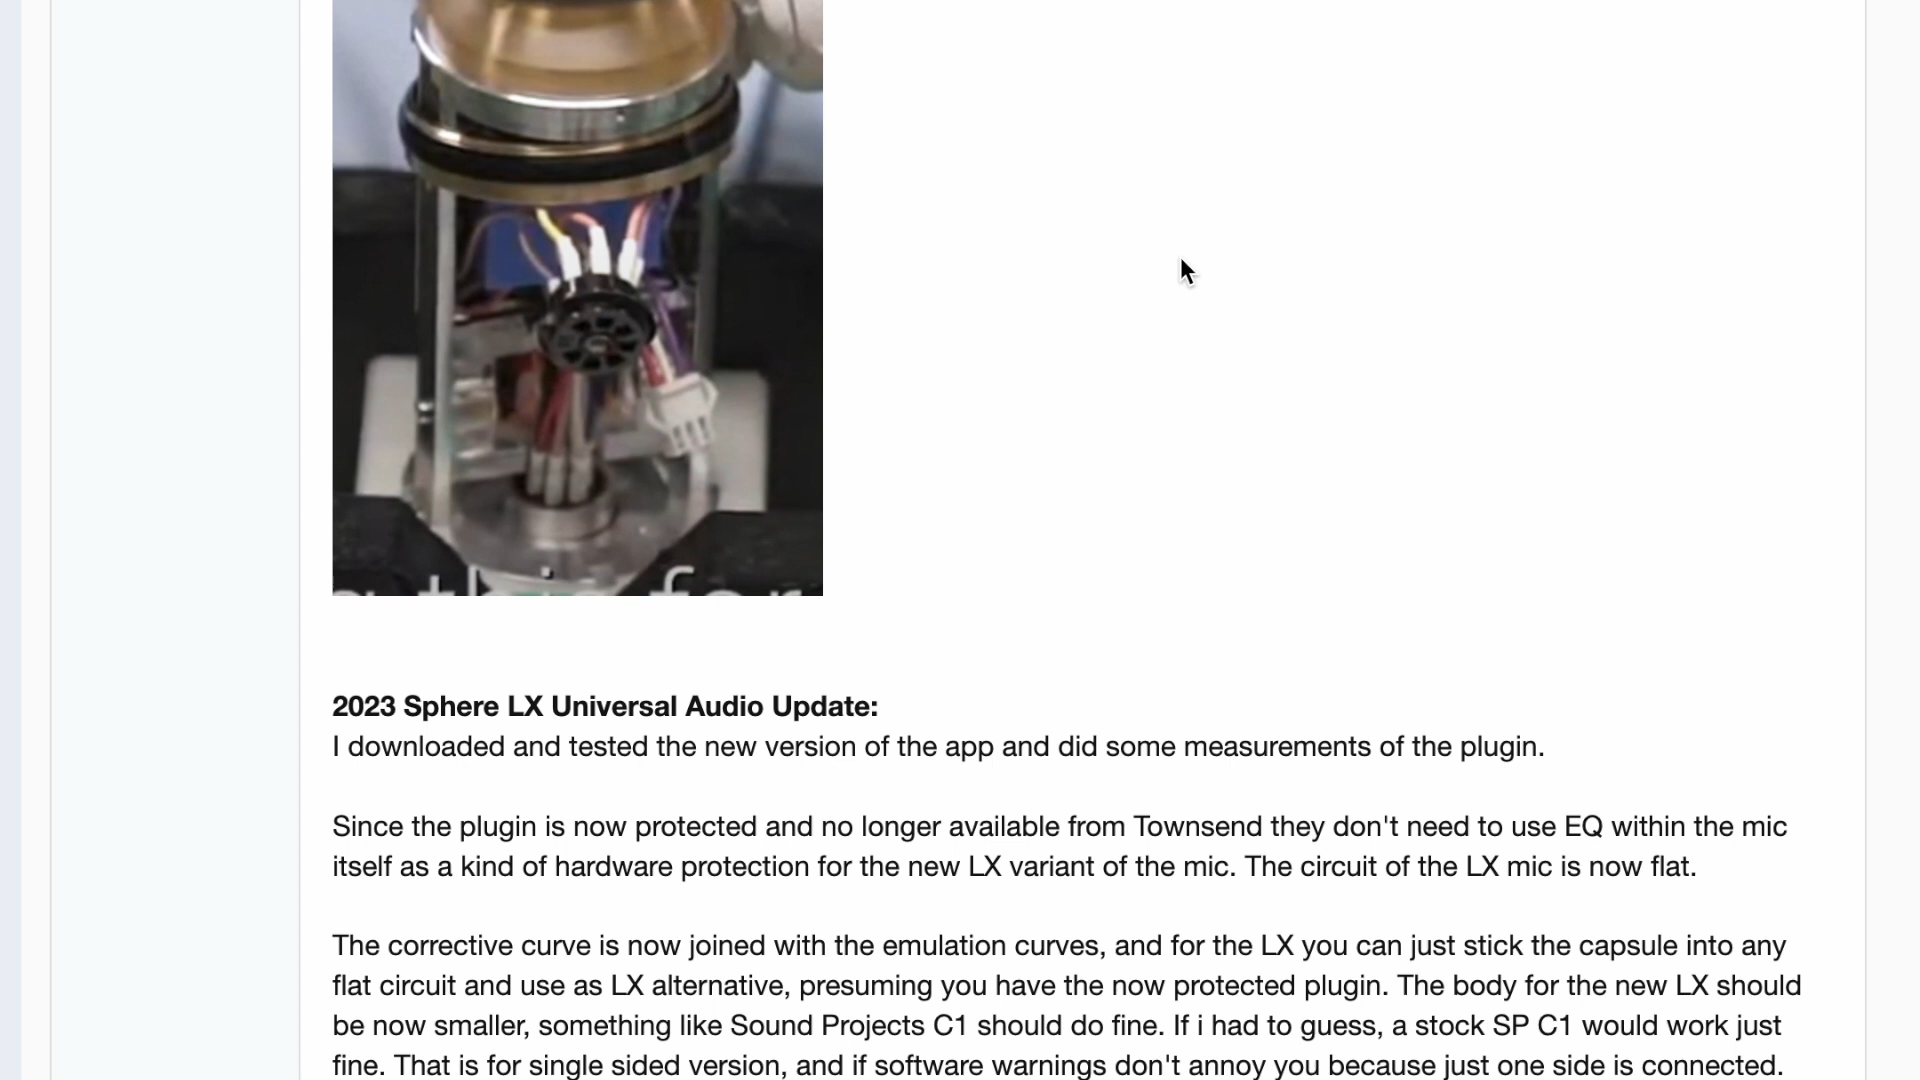 2023 Sphere LX Universal Audio Update:
I downloaded and tested the new version of the app and did some measurements of the plugin.
Since the plugin is now protected and no longer available from Townsend they don't need to use EQ within the mic
itself as a kind of hardware protection for the new LX variant of the mic. The circuit of the LX mic is now flat.
The corrective curve is now joined with the emulation curves, and for the LX you can just stick the capsule into any
flat circuit and use as LX alternative, presuming you have the now protected plugin. The body for the new LX should
be now smaller, something like Sound Projects C1 should do fine. If i had to guess, a stock SP C1 would work just
fine. That is for single sided version, and if software warnings don't annoy you because just one side is connected.